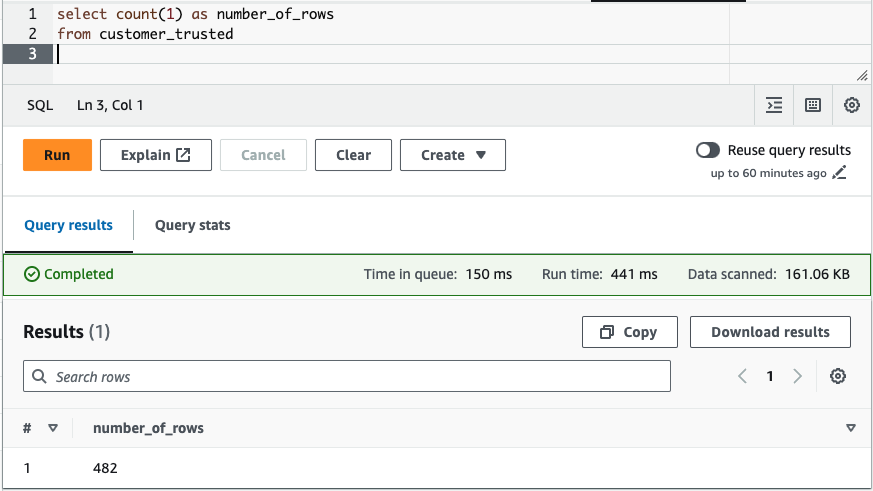 1 select count(1) as number_of_rows
2 from customer_trusted
3
SQL Ln 3, Col 1
Run Explain Cancel Clear Create Reuse query results
up to 60 minutes ago
Query results Query stats
Completed Time in queue: 150 ms Run time: 441 ms Data scanned: 161.06 KB
Results (1) Copy Download results
Search rows 1
# number_of_rows
1 482